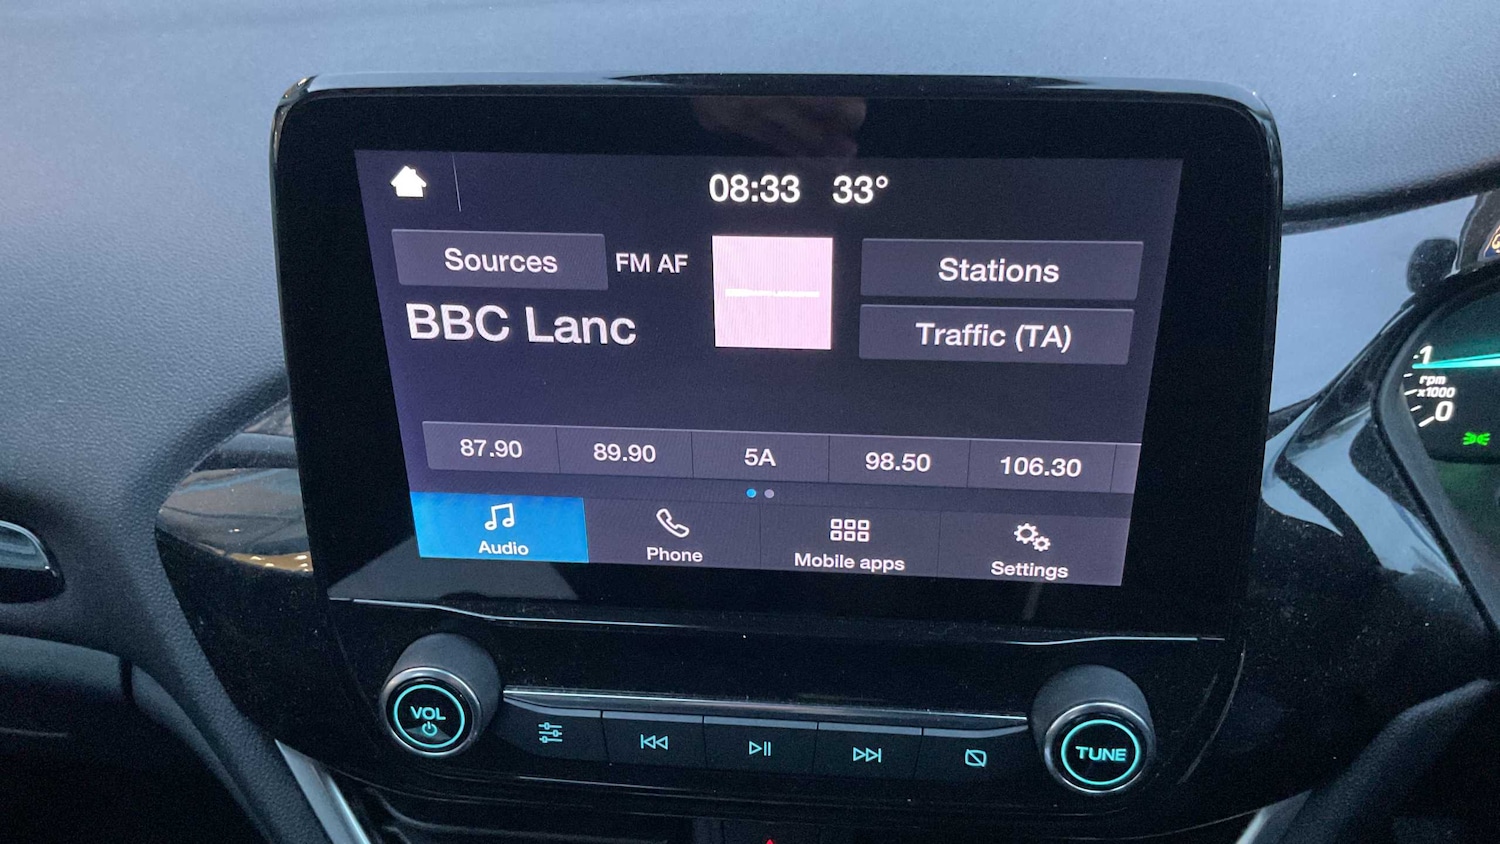 08:33 33°
Sources FM AF
Stations
BBC Lanc
Traffic (TA)
87.90 89.90 5A 98.50 106.30
Audio Phone Mobile apps Settings
VOL
TUNE
1
rpm
x1000
0